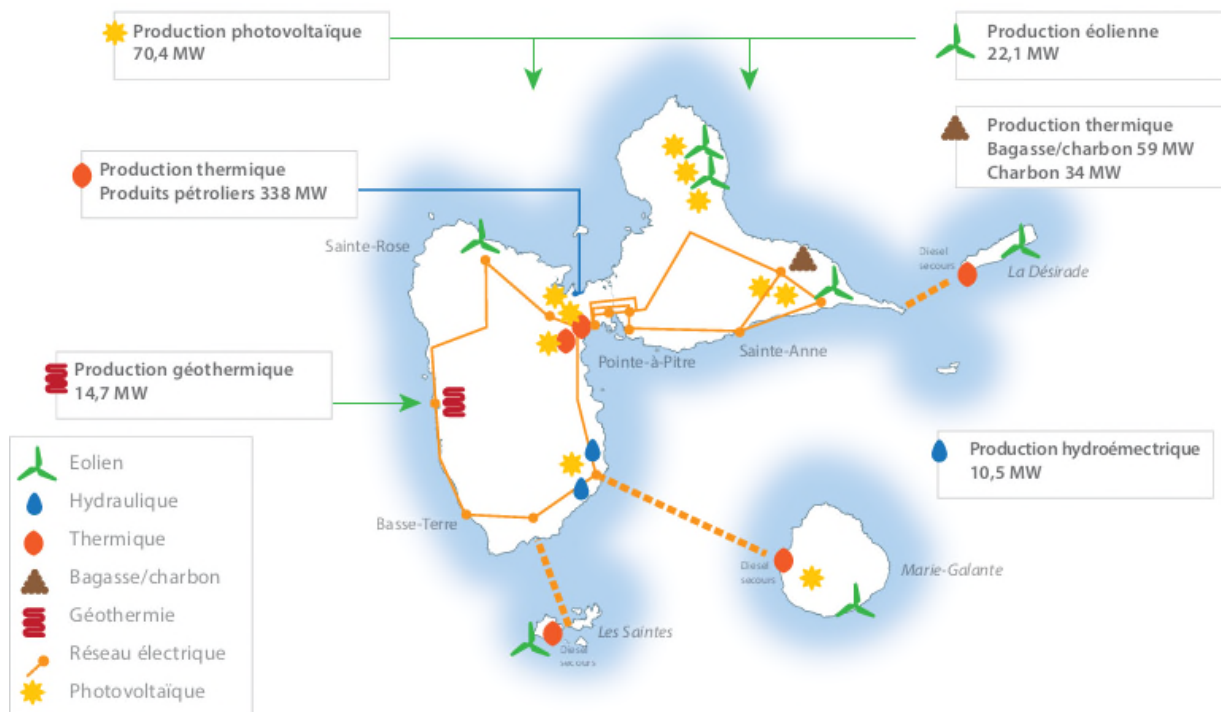 Production photovoltaïque
70,4 MW
Production éolienne
22,1 MW
Production thermique
Bagasse/charbon 59 MW
Charbon 34 MW
Production thermique
Produits pétroliers 338 MW
Sainte-Rose
Diesel
secours
La Désirade
Pointe-à-Pitre
Sainte-Anne
Production géothermique
14,7 MW
Production hydroémectrique
10,5 MW
Eolien
Hydraulique
Thermique
Bagasse/charbon
Géothermie
Réseau électrique
Photovoltaïque
Basse-Terre
Diesel
secours
Marie-Galante
Les Saintes
Diesel
secours